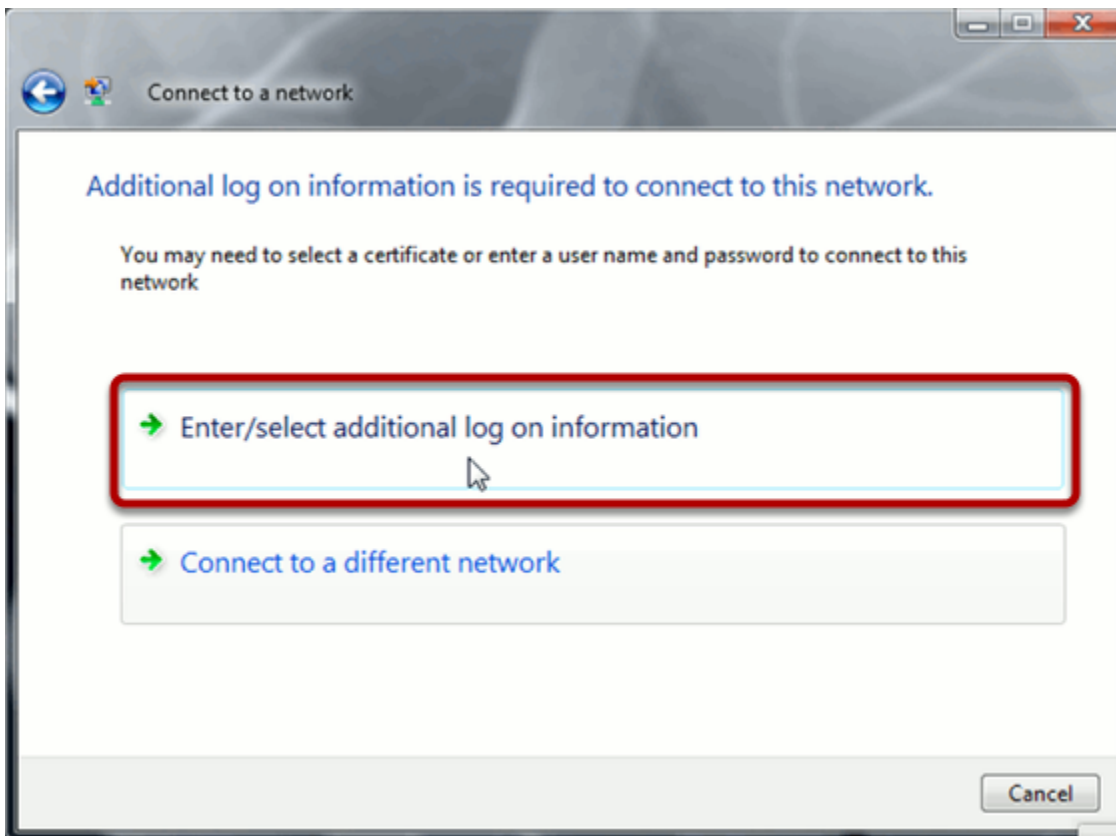 Connect to a network
Additional log on information is required to connect to this network.
You may need to select a certificate or enter a user name and password to connect to this
network
Enter/select additional log on information
Connect to a different network
Cancel